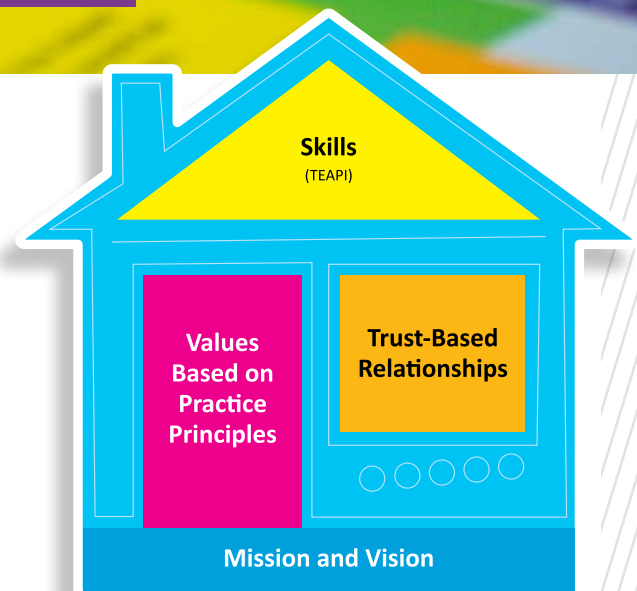 Skills
(TEAPI)
Values
Based on
Practice
Principles
Trust-Based
Relationships
Mission and Vision